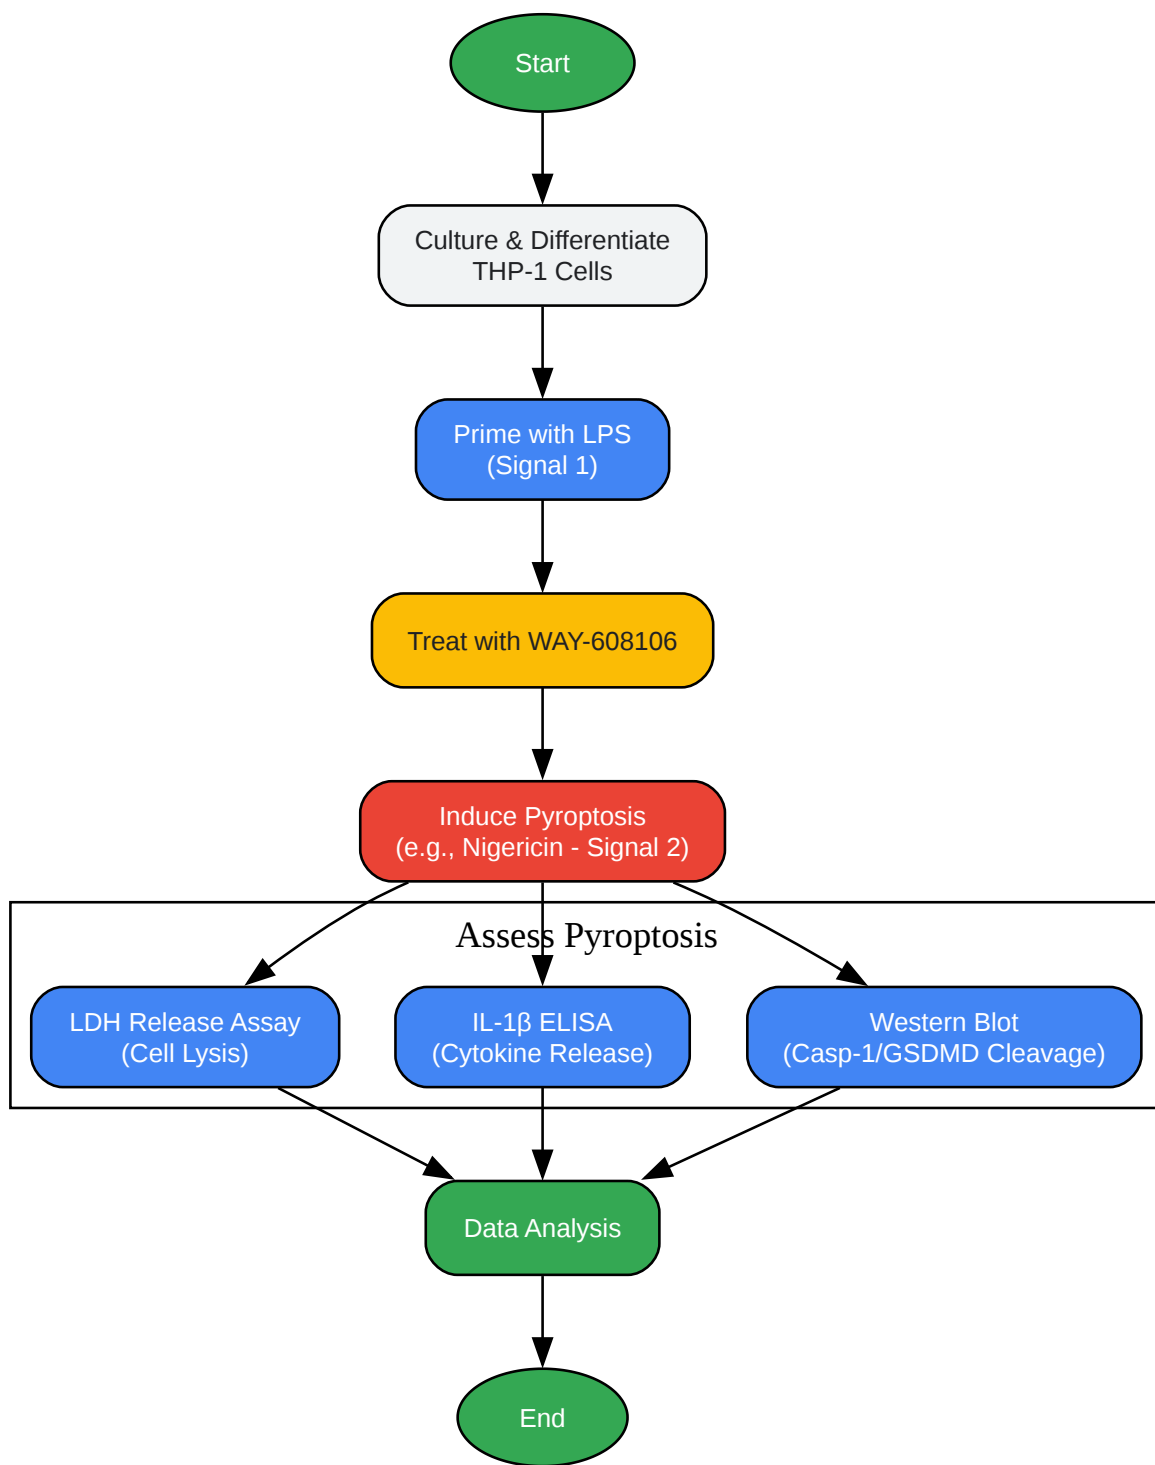 Start
Culture & Differentiate
THP-1 Cells
Prime with LPS
(Signal 1)
Treat with WAY-608106
Induce Pyroptosis
(e.g., Nigericin - Signal 2)
Assess Pyroptosis
LDH Release Assay
(Cell Lysis)
IL-1β ELISA
(Cytokine Release)
Western Blot
(Casp-1/GSDMD Cleavage)
Data Analysis
End